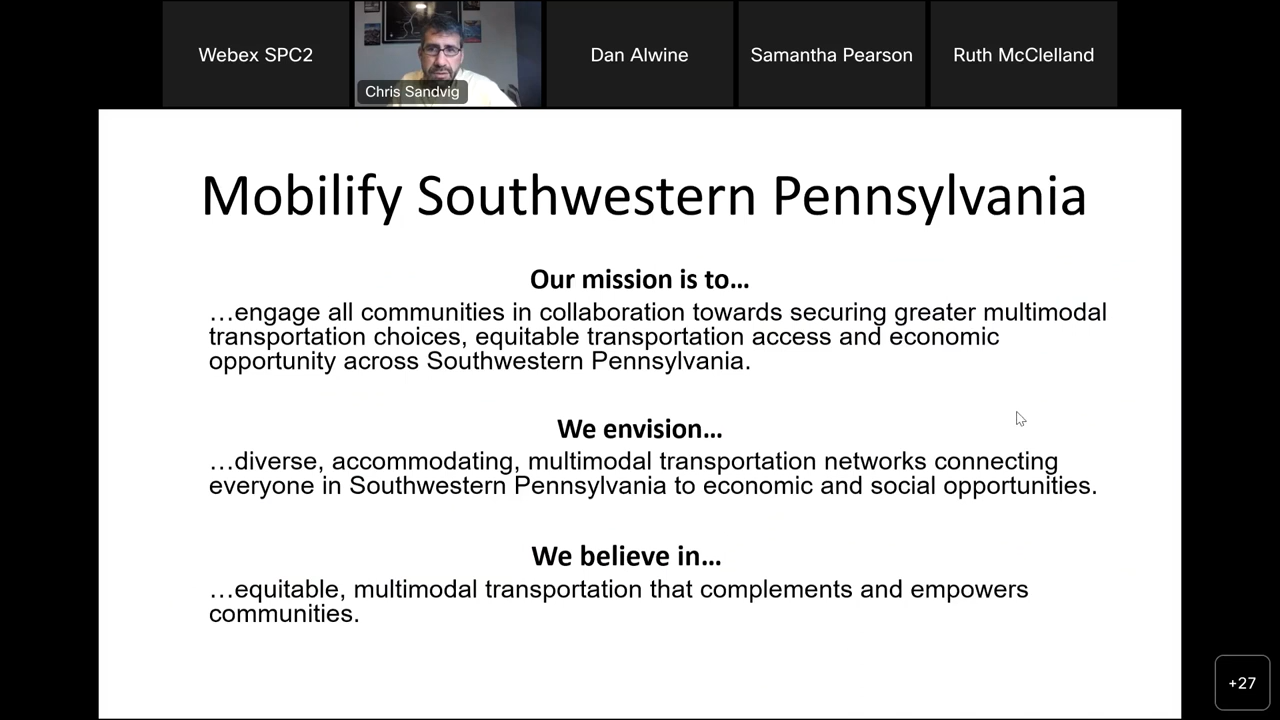 Webex SPC2
Chris Sandvig
Dan Alwine
Samantha Pearson
Ruth McClelland
Mobilify Southwestern Pennsylvania
Our mission is to...
...engage all communities in collaboration towards securing greater multimodal
transportation choices, equitable transportation access and economic
opportunity across Southwestern Pennsylvania.
We envision...
...diverse, accommodating, multimodal transportation networks connecting
everyone in Southwestern Pennsylvania to economic and social opportunities.
We believe in...
...equitable, multimodal transportation that complements and empowers
communities.
+27